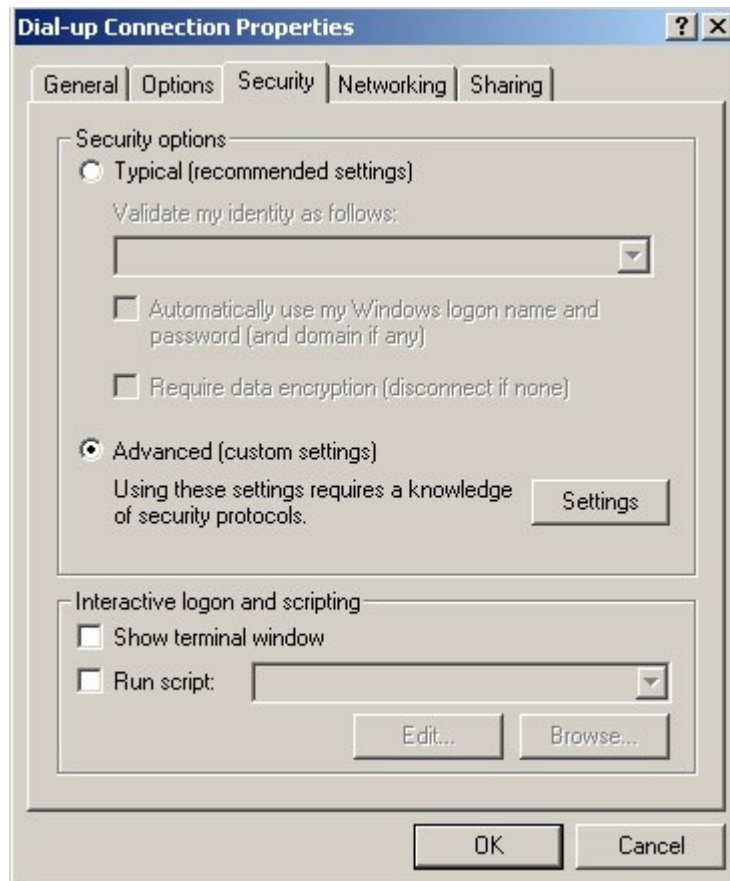 Dial-up Connection Properties
General Options Security Networking Sharing
Security options
Typical (recommended settings)
Validate my identity as follows:
Automatically use my Windows logon name and
password (and domain if any)
Require data encryption (disconnect if none)
Advanced (custom settings)
Using these settings requires a knowledge
of security protocols.
Settings
Interactive logon and scripting
Show terminal window
Run script:
Edit... Browse...
OK Cancel